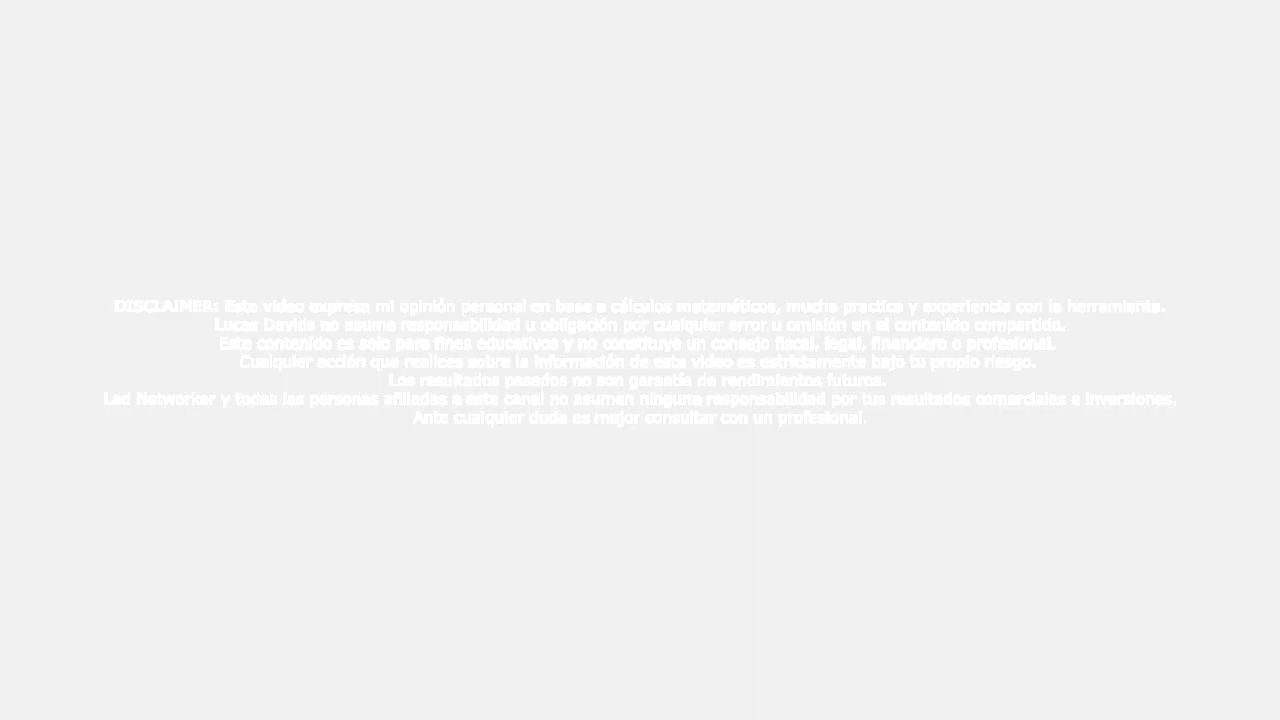 DISCLAIMER: Este video expresa mi opinión personal en base a cálculos matemáticos, mucha practica y experiencia con la herramienta.
Lucas Davids no asume responsabilidad u obligación por cualquier error u omisión en el contenido compartido.
Este contenido es solo para fines educativos y no constituye un consejo fiscal, legal, financiero o profesional.
Cualquier acción que realices sobre la información de este video es estrictamente bajo tu propio riesgo.
Los resultados pasados no son garantía de rendimientos futuros.
Lad Networker y todas las personas afiliadas a este canal no asumen ninguna responsabilidad por tus resultados comerciales e inversiones.
Ante cualquier duda es mejor consultar con un profesional.